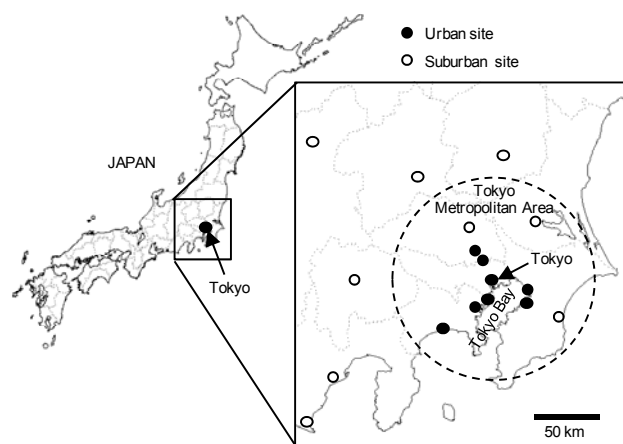 Urban site
Suburban site
JAPAN
Tokyo
Tokyo
Metropolitan Area
Tokyo
Tokyo Bay
50 km